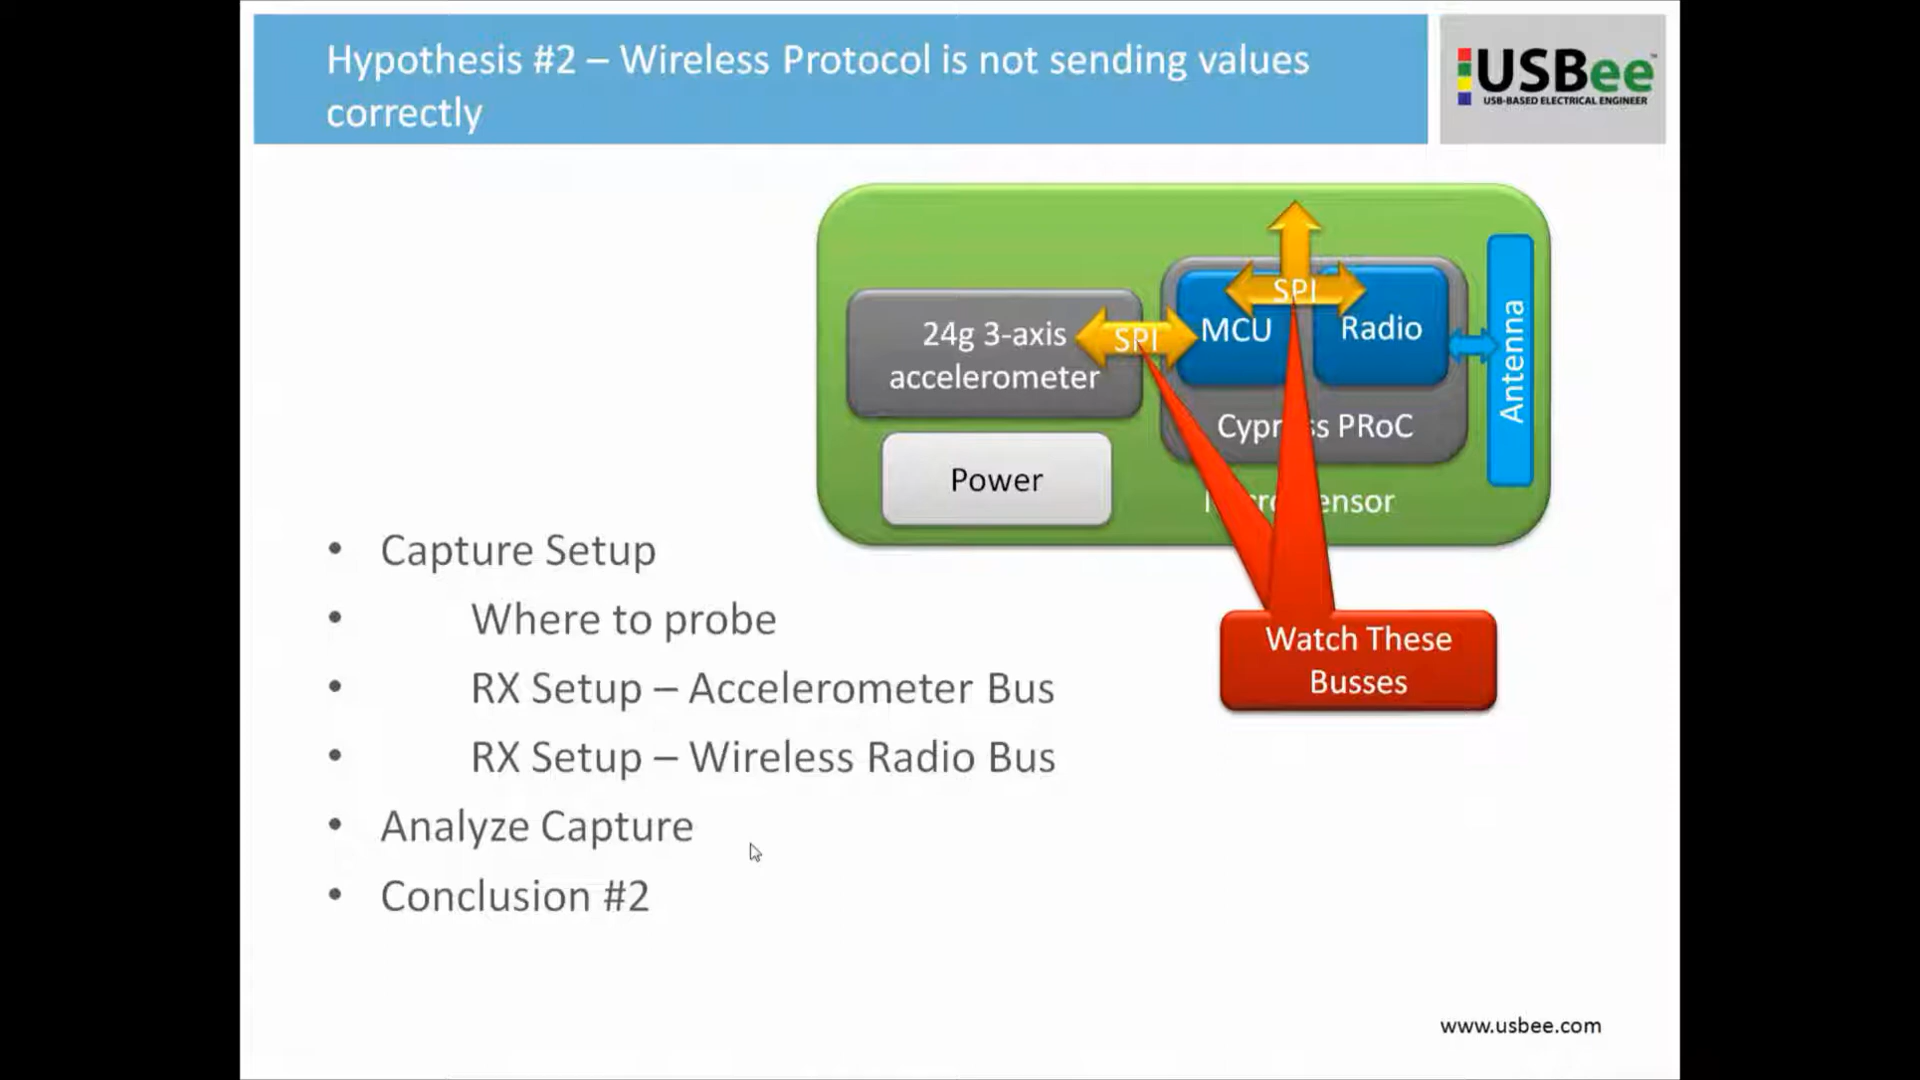 Hypothesis #2 – Wireless Protocol is not sending values
correctly
USBee™
USB-BASED ELECTRICAL ENGINEER
SPI
24g 3-axis
accelerometer
SPI
MCU
Radio
Antenna
Cypress PRoC
Power
• Capture Setup
• Where to probe
• RX Setup – Accelerometer Bus
• RX Setup – Wireless Radio Bus
• Analyze Capture
• Conclusion #2
Watch These
Busses
www.usbee.com